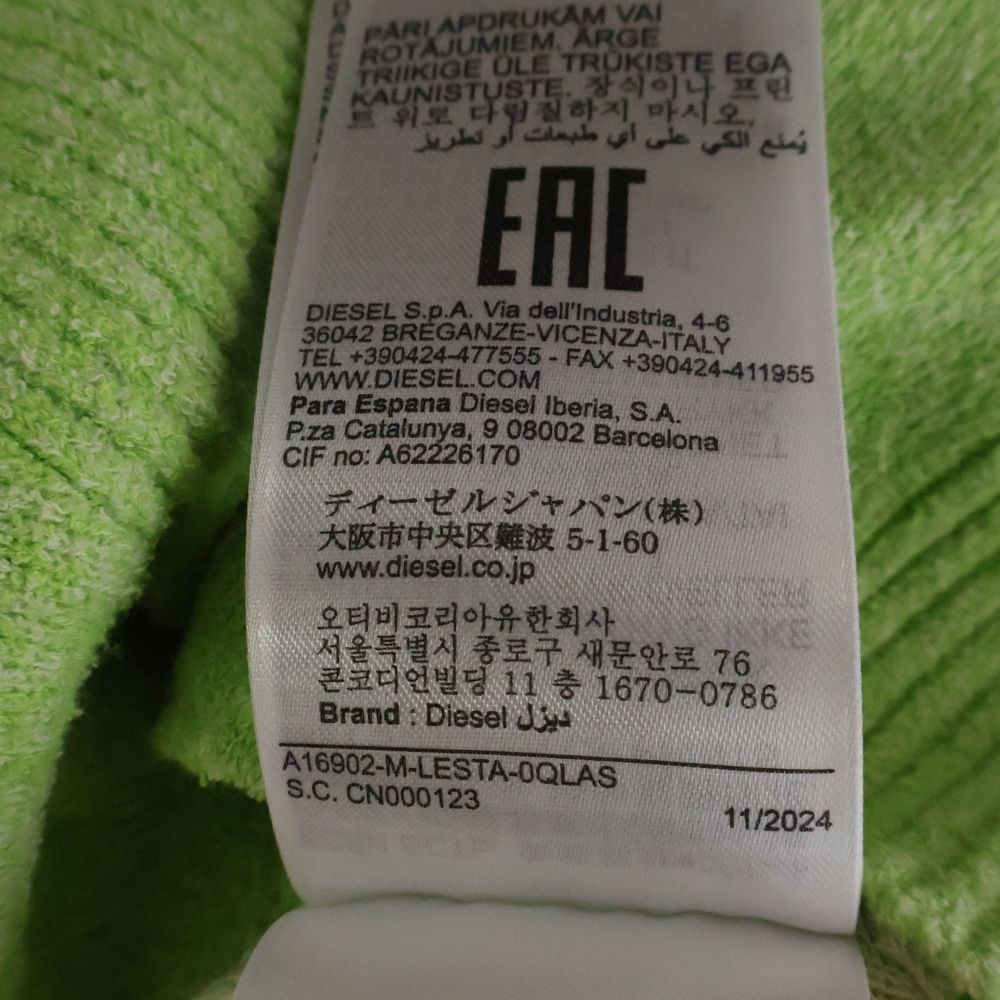 PĀRI APDRUKĀM VAI
ROTĀJUMIEM. ÄRGE
TRIIKIGE ÜLE TRÜKISTE EGA
KAUNISTUSTE. 장식이나 프린
트 위로 다림질하지 마시오.
يُمنع الكي على أي طبعات أو تطريز
EAC
DIESEL S.p.A. Via dell'Industria, 4-6
36042 BREGANZE-VICENZA-ITALY
TEL +390424-477555 - FAX +390424-411955
WWW.DIESEL.COM
Para Espana Diesel Iberia, S.A.
P.za Catalunya, 9 08002 Barcelona
CIF no: A62226170
ディーゼルジャパン(株)
大阪市中央区難波 5-1-60
www.diesel.co.jp
오티비코리아유한회사
서울특별시 종로구 새문안로 76
콘코디언빌딩 11 층 1670-0786
Brand : Diesel ديزل
A16902-M-LESTA-0QLAS
S.C. CN000123
11/2024